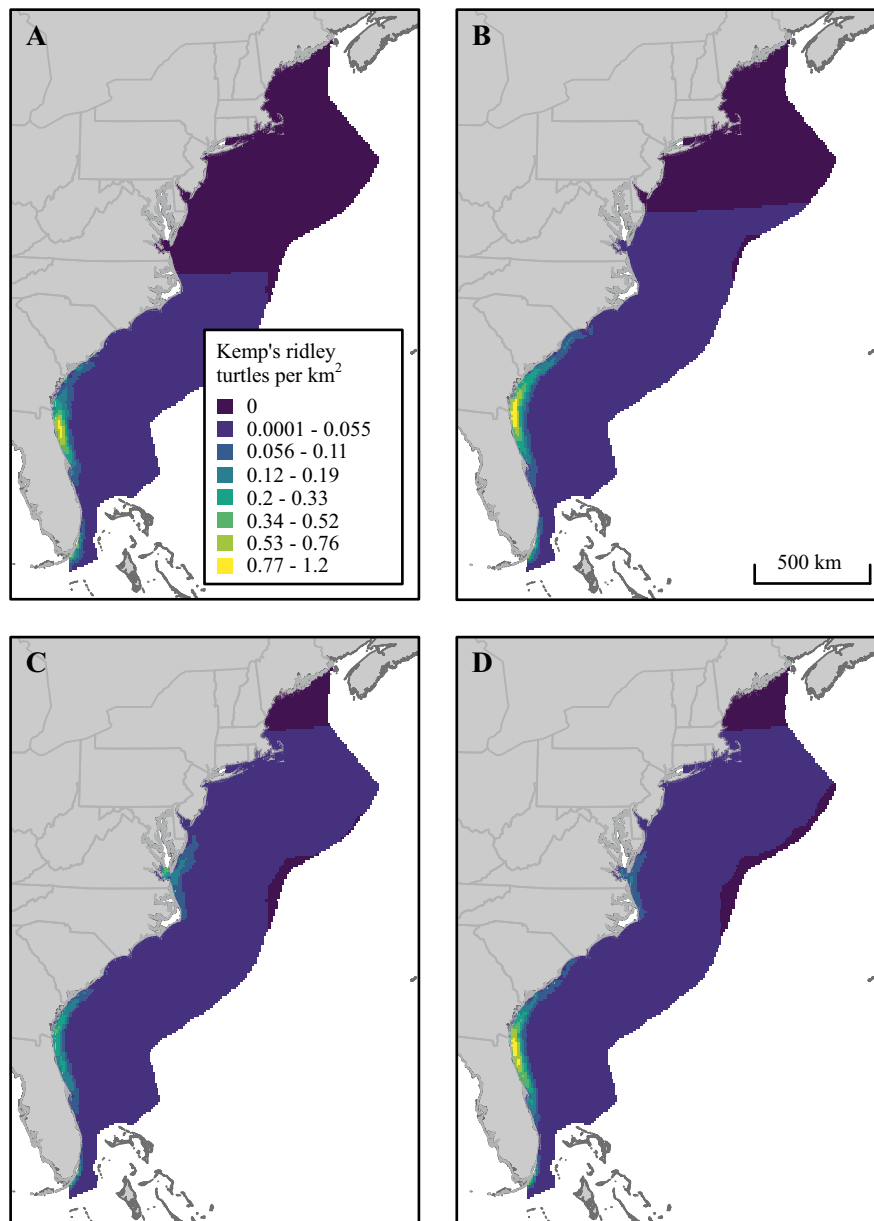 A
B
Kemp's ridley
turtles per km²
0
0.0001 - 0.055
0.056 - 0.11
0.12 - 0.19
0.2 - 0.33
0.34 - 0.52
0.53 - 0.76
0.77 - 1.2
500 km
C
D